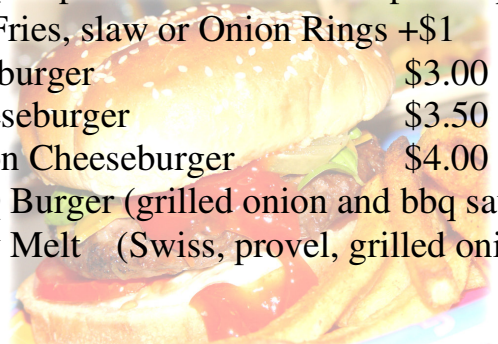 Fries, slaw or Onion Rings +$1
burger $3.00
seburger $3.50
n Cheeseburger $4.00
Burger (grilled onion and bbq sa
Melt (Swiss, provel, grilled oni